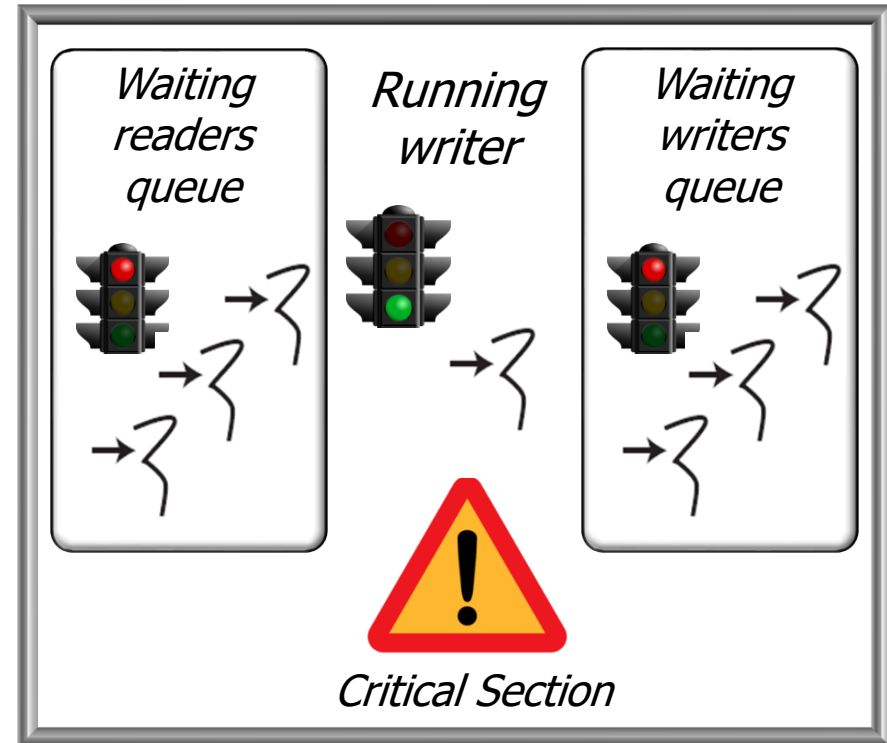 Waiting
readers
queue
Running
writer
Waiting
writers
queue
Critical Section